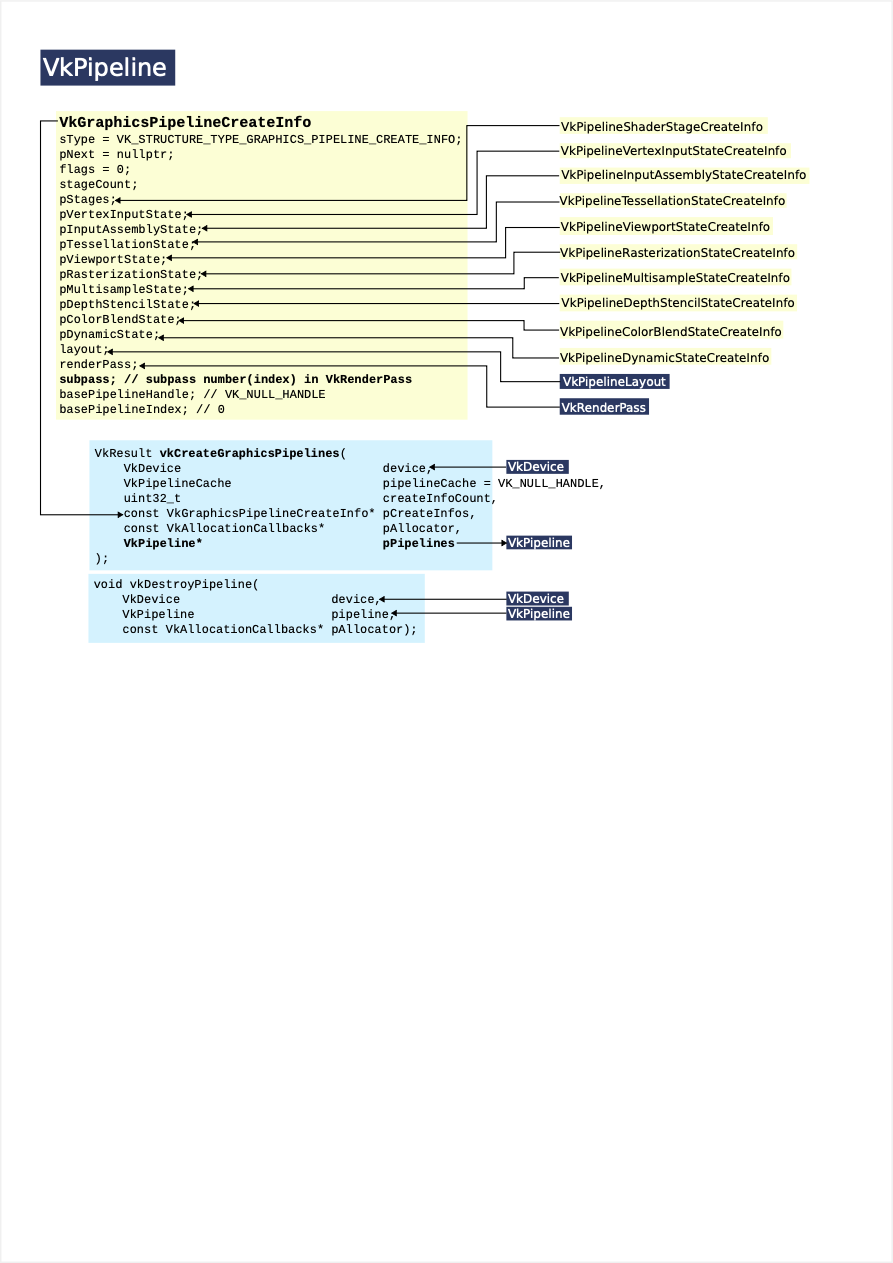 VkPipeline
VkGraphicsPipelineCreateInfo
sType = VK_STRUCTURE_TYPE_GRAPHICS_PIPELINE_CREATE_INFO;
pNext = nullptr;
flags = 0;
stageCount;
pStages;
pVertexInputState;
pInputAssemblyState;
pTessellationState;
pViewportState;
pRasterizationState;
pMultisampleState;
pDepthStencilState;
pColorBlendState;
pDynamicState;
layout;
renderPass;
subpass; // subpass number(index) in VkRenderPass
basePipelineHandle; // VK_NULL_HANDLE
basePipelineIndex; // 0
VkPipelineShaderStageCreateInfo
VkPipelineVertexInputStateCreateInfo
VkPipelineInputAssemblyStateCreateInfo
VkPipelineTessellationStateCreateInfo
VkPipelineViewportStateCreateInfo
VkPipelineRasterizationStateCreateInfo
VkPipelineMultisampleStateCreateInfo
VkPipelineDepthStencilStateCreateInfo
VkPipelineColorBlendStateCreateInfo
VkPipelineDynamicStateCreateInfo
VkPipelineLayout
VkRenderPass
VkResult vkCreateGraphicsPipelines(
VkDevice device, VkDevice
VkPipelineCache pipelineCache = VK_NULL_HANDLE,
uint32_t createInfoCount,
const VkGraphicsPipelineCreateInfo* pCreateInfos,
const VkAllocationCallbacks* pAllocator,
VkPipeline* pPipelines VkPipeline
);
void vkDestroyPipeline(
VkDevice device, VkDevice
VkPipeline pipeline, VkPipeline
const VkAllocationCallbacks* pAllocator);